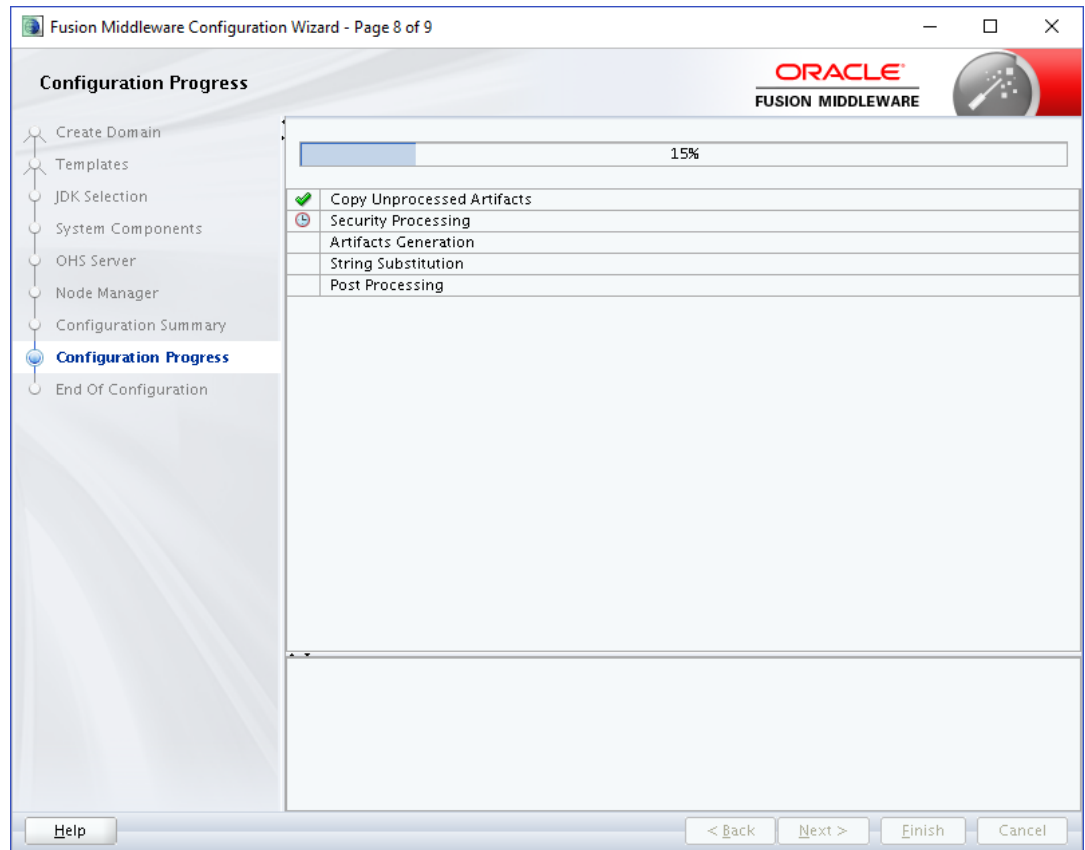 Fusion Middleware Configuration Wizard - Page 8 of 9
Configuration Progress
ORACLE
FUSION MIDDLEWARE
Create Domain
Templates
JDK Selection
System Components
OHS Server
Node Manager
Configuration Summary
Configuration Progress
End Of Configuration
15%
Copy Unprocessed Artifacts
Security Processing
Artifacts Generation
String Substitution
Post Processing
Help
< Back
Next >
Finish
Cancel